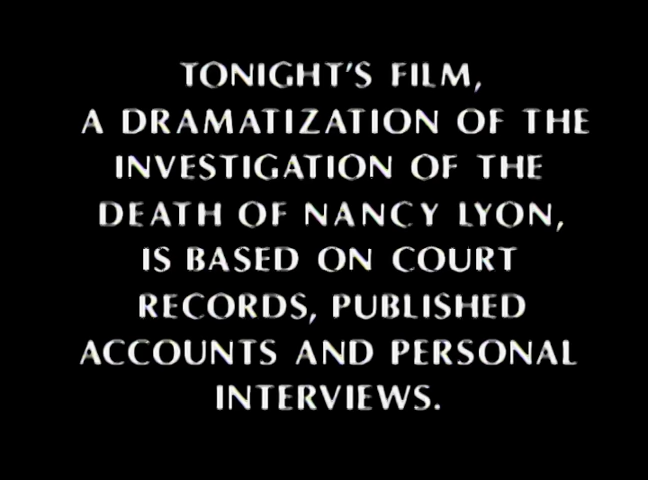 TONIGHT'S FILM,
A DRAMATIZATION OF THE
INVESTIGATION OF THE
DEATH OF NANCY LYON,
IS BASED ON COURT
RECORDS, PUBLISHED
ACCOUNTS AND PERSONAL
INTERVIEWS.